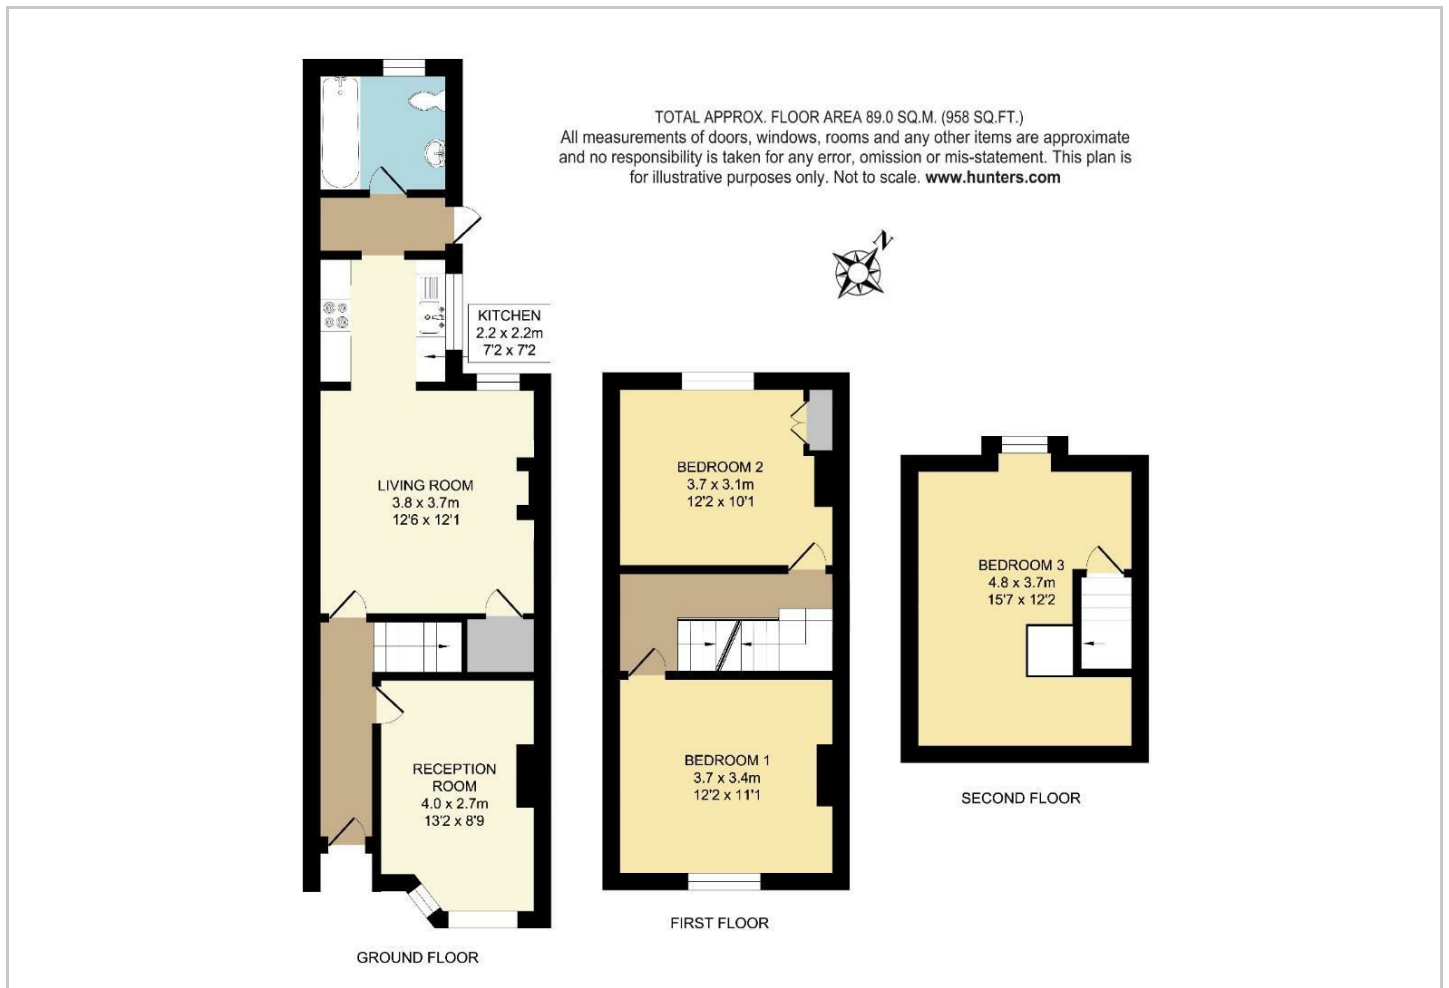 TOTAL APPROX. FLOOR AREA 89.0 SQ.M. (958 SQ.FT.)
All measurements of doors, windows, rooms and any other items are approximate
and no responsibility is taken for any error, omission or mis-statement. This plan is
for illustrative purposes only. Not to scale. www.hunters.com
N
KITCHEN
2.2 x 2.2m
7'2 x 7'2
LIVING ROOM
3.8 x 3.7m
12'6 x 12'1
RECEPTION
ROOM
4.0 x 2.7m
13'2 x 8'9
GROUND FLOOR
BEDROOM 2
3.7 x 3.1m
12'2 x 10'1
BEDROOM 1
3.7 x 3.4m
12'2 x 11'1
FIRST FLOOR
BEDROOM 3
4.8 x 3.7m
15'7 x 12'2
SECOND FLOOR